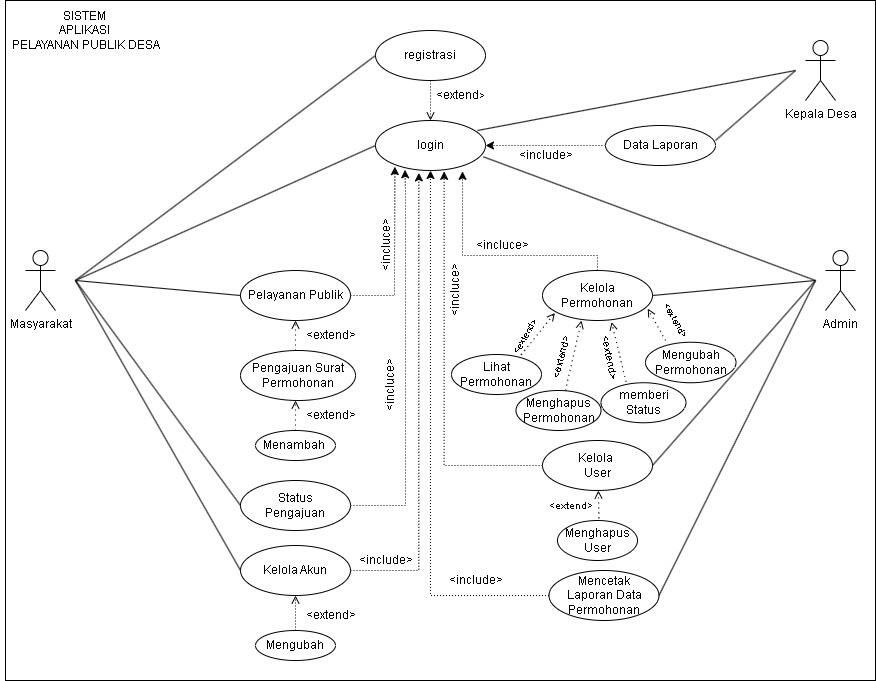 SISTEM
APLIKASI
PELAYANAN PUBLIK DESA
registrasi
<extend>
login
<include>
Data Laporan
Kepala Desa
Masyarakat
Admin
Pelayanan Publik
<incluce>
<extend>
Pengajuan Surat
Permohonan
<extend>
Menambah
<incluce>
Status
Pengajuan
Kelola Akun
<include>
<extend>
Mengubah
<incluce>
<incluce>
Kelola
Permohonan
<extend>
<extend>
<extend>
<extend>
Lihat
Permohonan
Menghapus
Permohonan
memberi
Status
Mengubah
Permohonan
Kelola
User
<extend>
Menghapus
User
<include>
Mencetak
Laporan Data
Permohonan